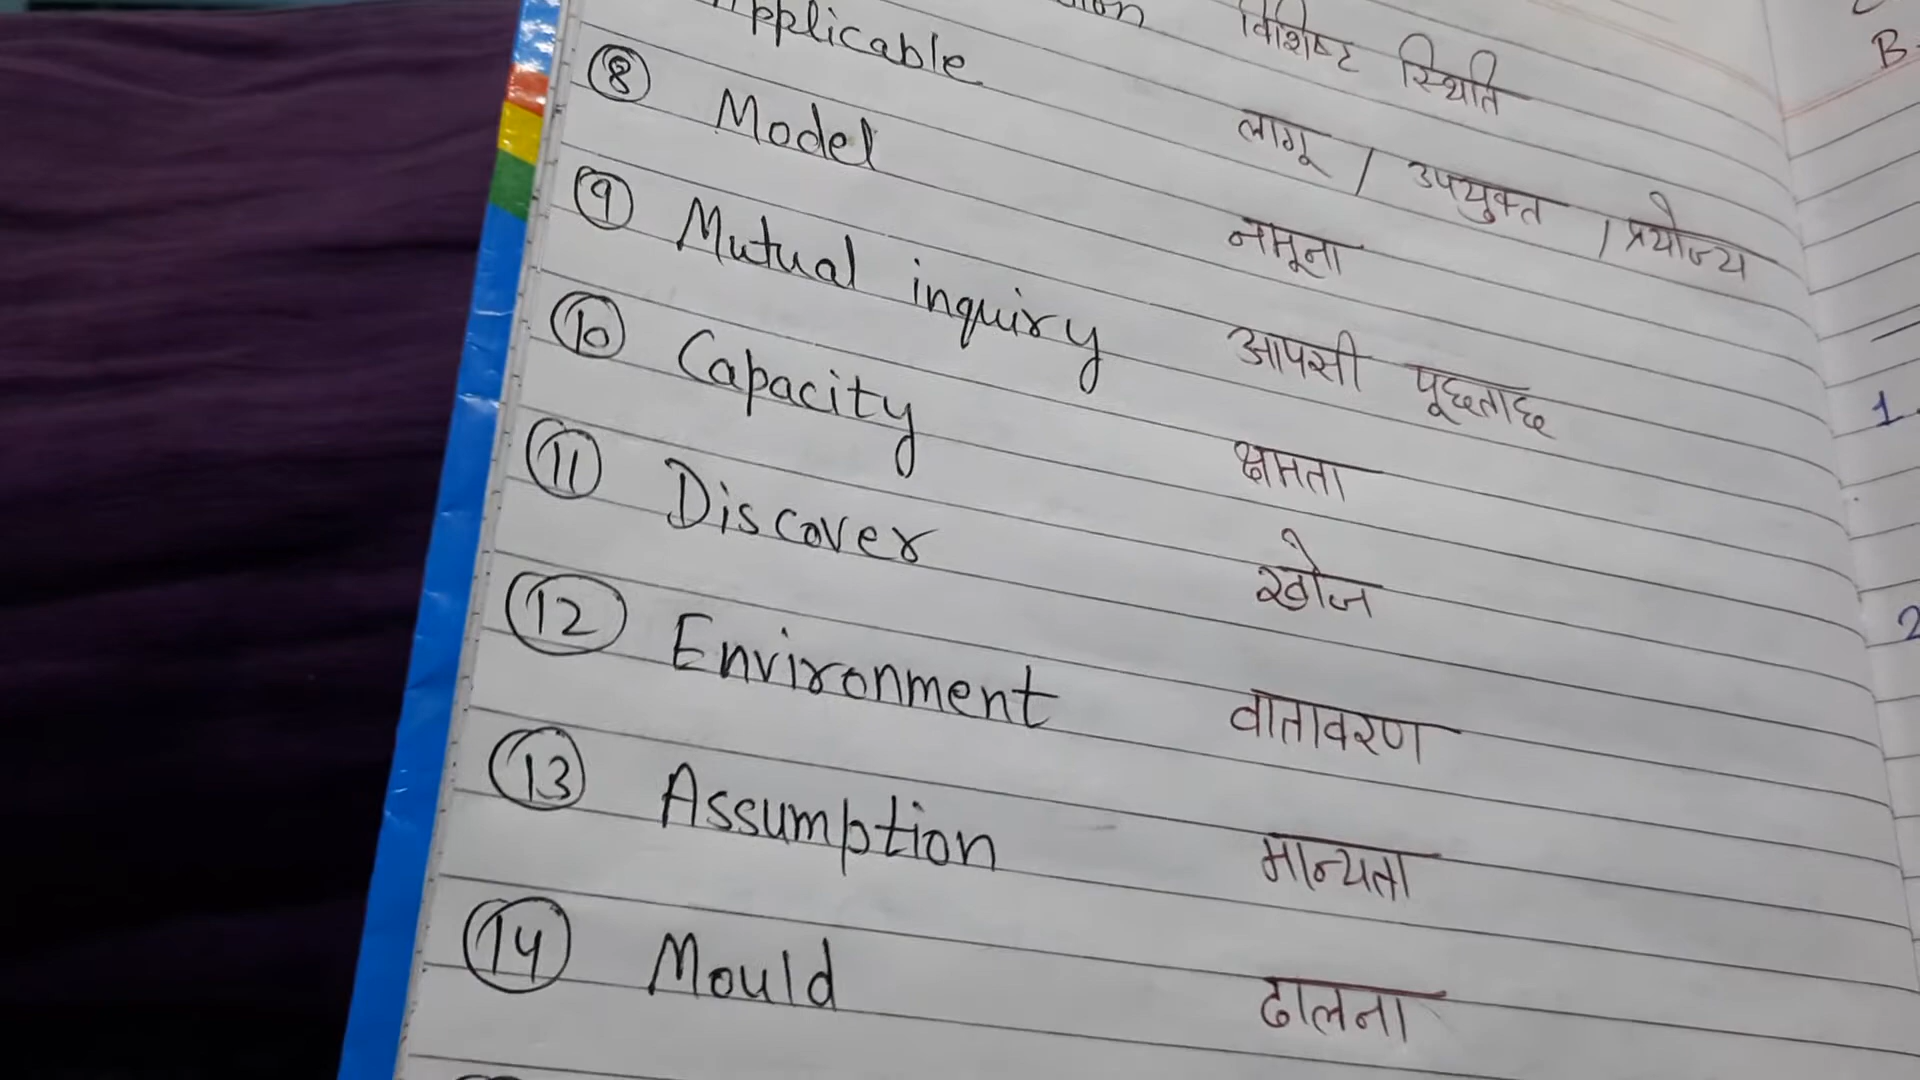 विशिष्ट स्थिति
Applicable लागू / उपयुक्त / प्रयोज्य
⑧ Model नमूना
⑨ Mutual inquiry आपसी पूछताछ
⑩ Capacity क्षमता
⑪ Discover खोज
⑫ Environment वातावरण
⑬ Assumption मान्यता
⑭ Mould ढालना
B.
1.
2